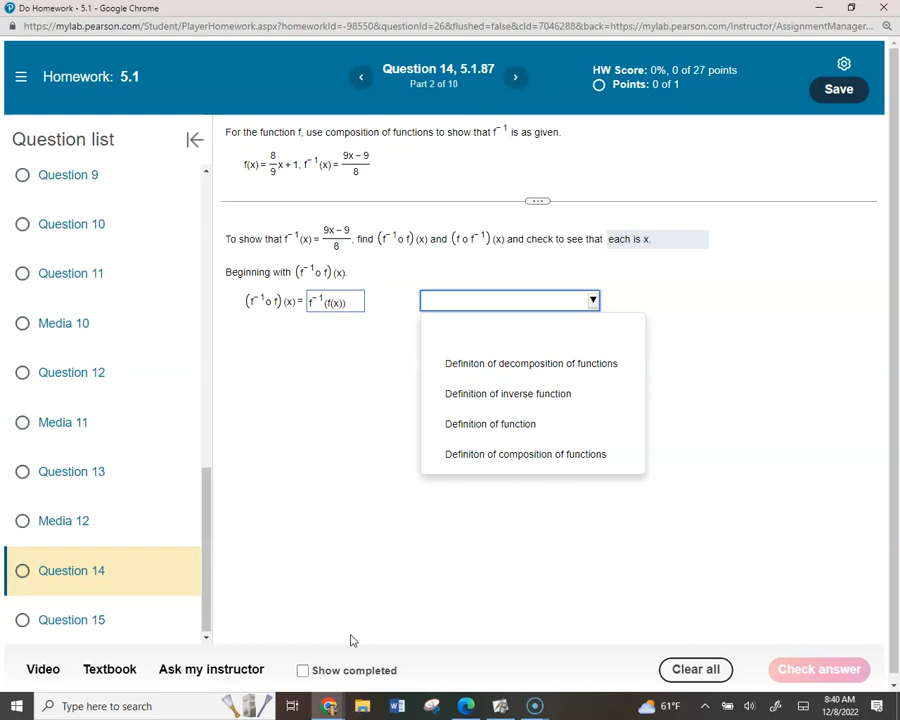 Do Homework - 5.1 - Google Chrome
https://mylab.pearson.com/Student/PlayerHomework.aspx?homeworkId=-98550&questionId=26&flushed=false&cId=7046288&back=https://mylab.pearson.com/Instructor/AssignmentManager...
Homework: 5.1
Question 14, 5.1.87
Part 2 of 10
HW Score: 0%, 0 of 27 points
Points: 0 of 1
Save
Question list
Question 9
Question 10
Question 11
Media 10
Question 12
Media 11
Question 13
Media 12
Question 14
Question 15
For the function f, use composition of functions to show that f⁻¹ is as given.
f(x) = 8/9 x + 1, f⁻¹(x) = (9x − 9)/8
To show that f⁻¹(x) = (9x − 9)/8, find (f⁻¹ o f)(x) and (f o f⁻¹)(x) and check to see that each is x.
Beginning with (f⁻¹ o f)(x).
(f⁻¹ o f)(x) = f⁻¹(f(x))
Definiton of decomposition of functions
Definition of inverse function
Definition of function
Definiton of composition of functions
Video
Textbook
Ask my instructor
Show completed
Clear all
Check answer
Type here to search
61°F
8:40 AM
12/8/2022